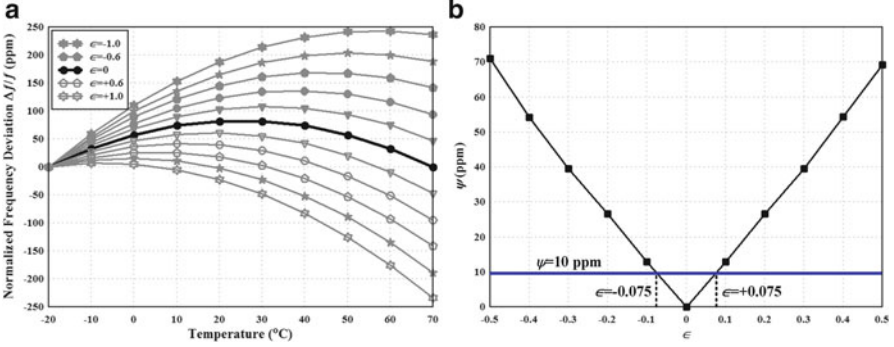 a
Normalized Frequency Deviation Δf/f (ppm)
250
200
150
100
50
0
-50
-100
-150
-200
-250
ϵ=-1.0
ϵ=-0.6
ϵ=0
ϵ=+0.6
ϵ=+1.0
-20 -10 0 10 20 30 40 50 60 70
Temperature (°C)
b
ψ (ppm)
80
70
60
50
40
30
20
10
0
ψ=10 ppm
ϵ=-0.075
ϵ=+0.075
-0.5 -0.4 -0.3 -0.2 -0.1 0 0.1 0.2 0.3 0.4 0.5
ϵ